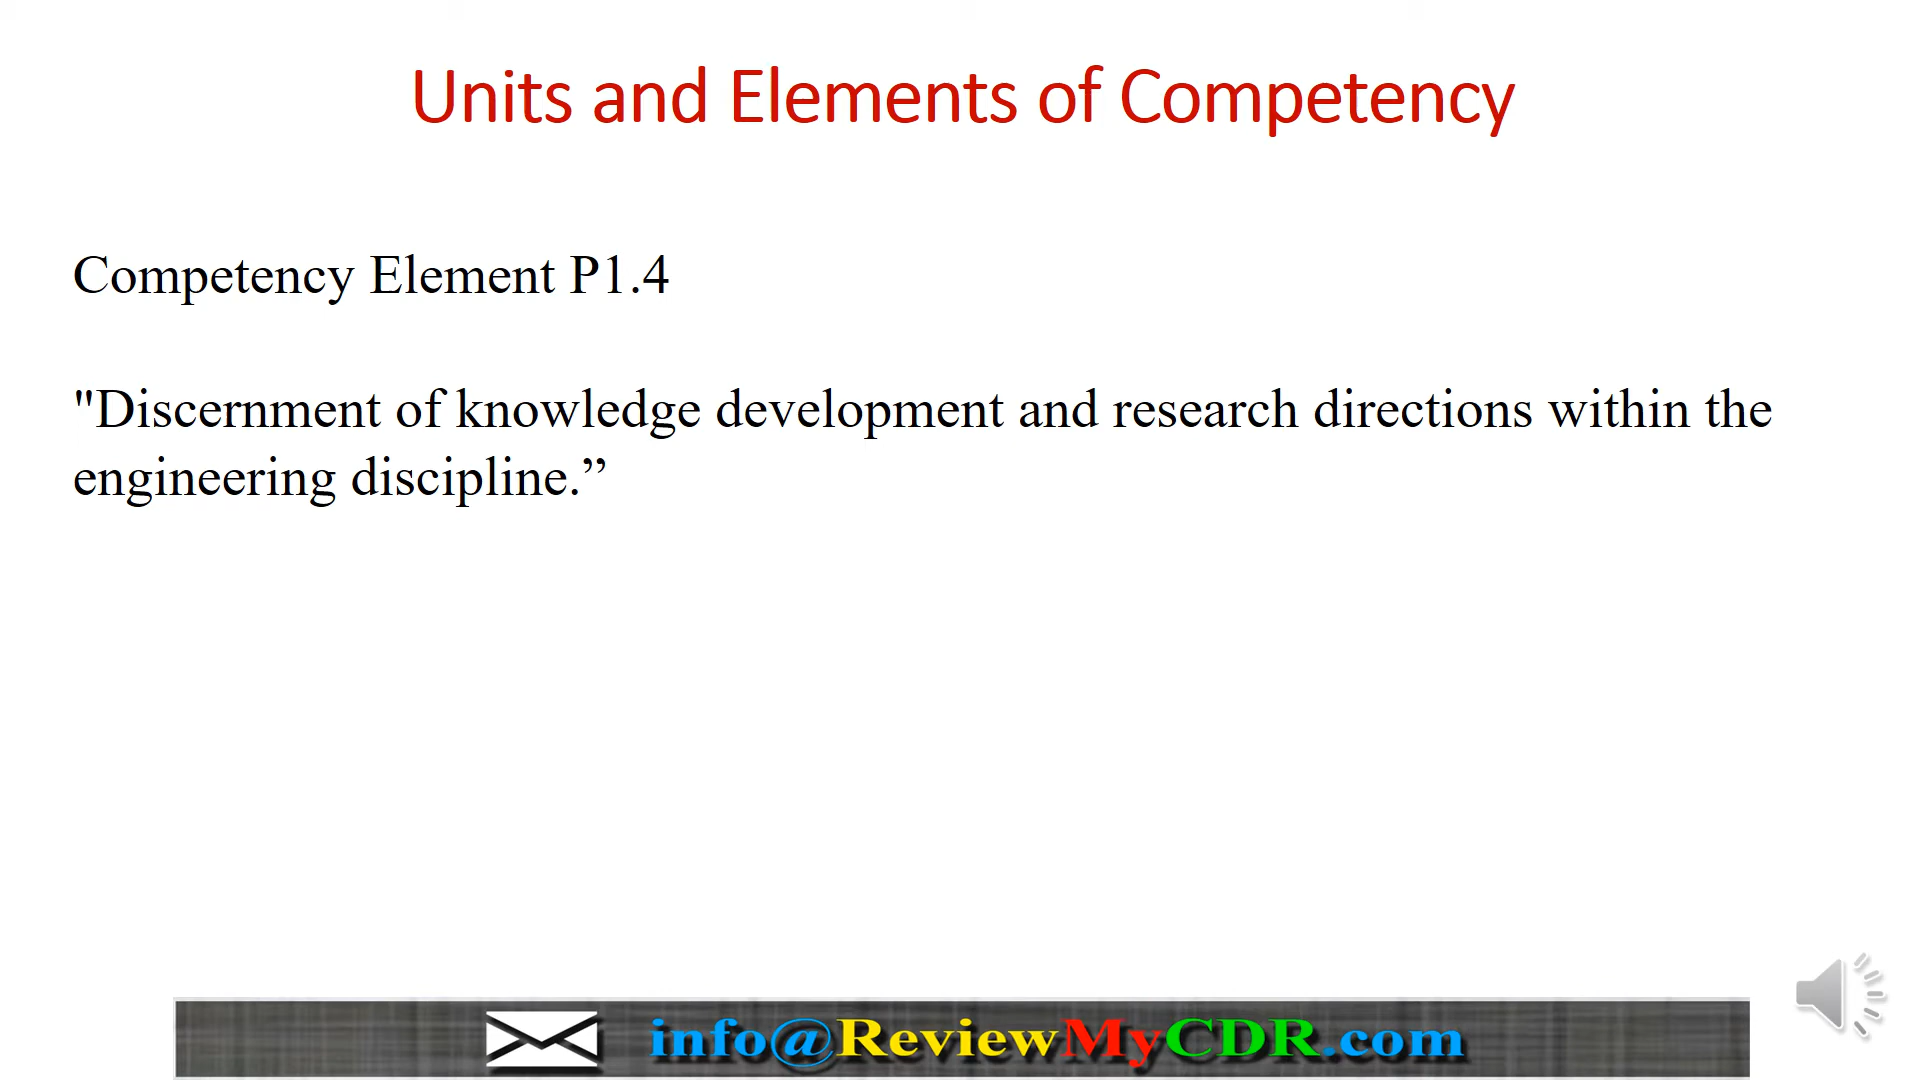 Units and Elements of Competency
Competency Element P1.4
"Discernment of knowledge development and research directions within the
engineering discipline.”
info@ReviewMyCDR.com